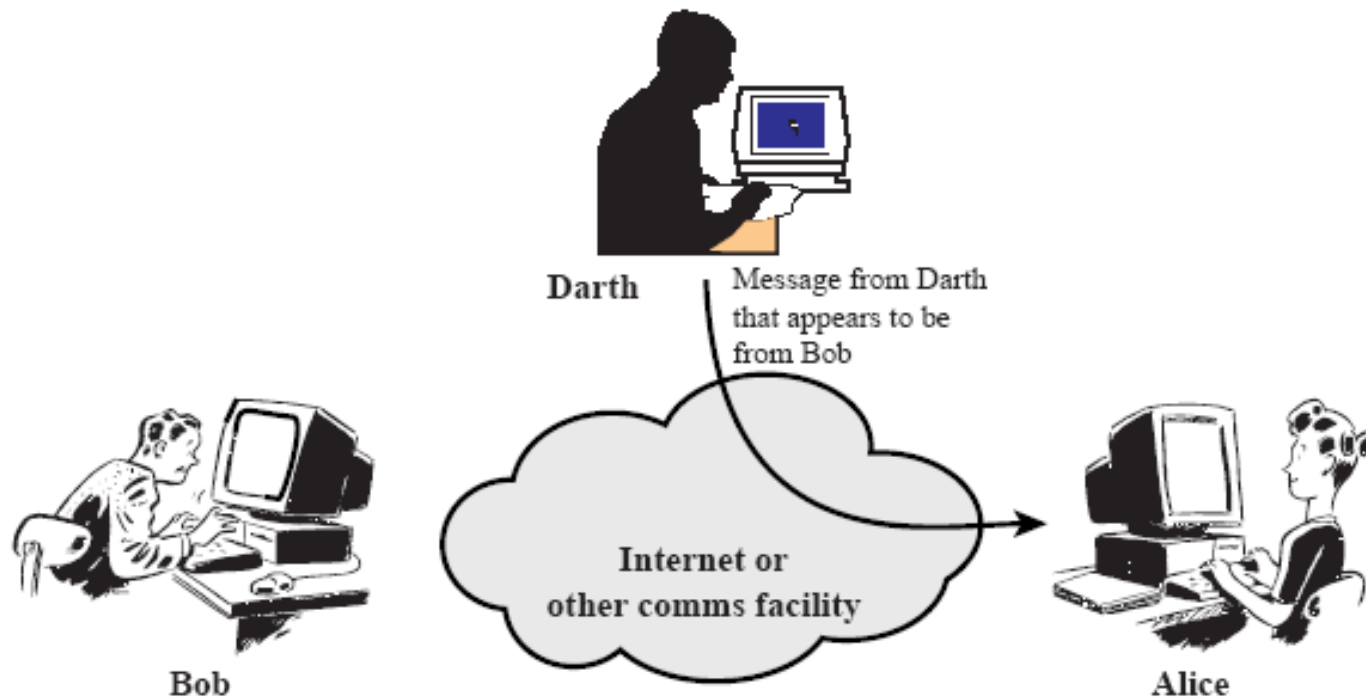 Darth
Message from Darth
that appears to be
from Bob
Internet or
other comms facility
Bob
Alice